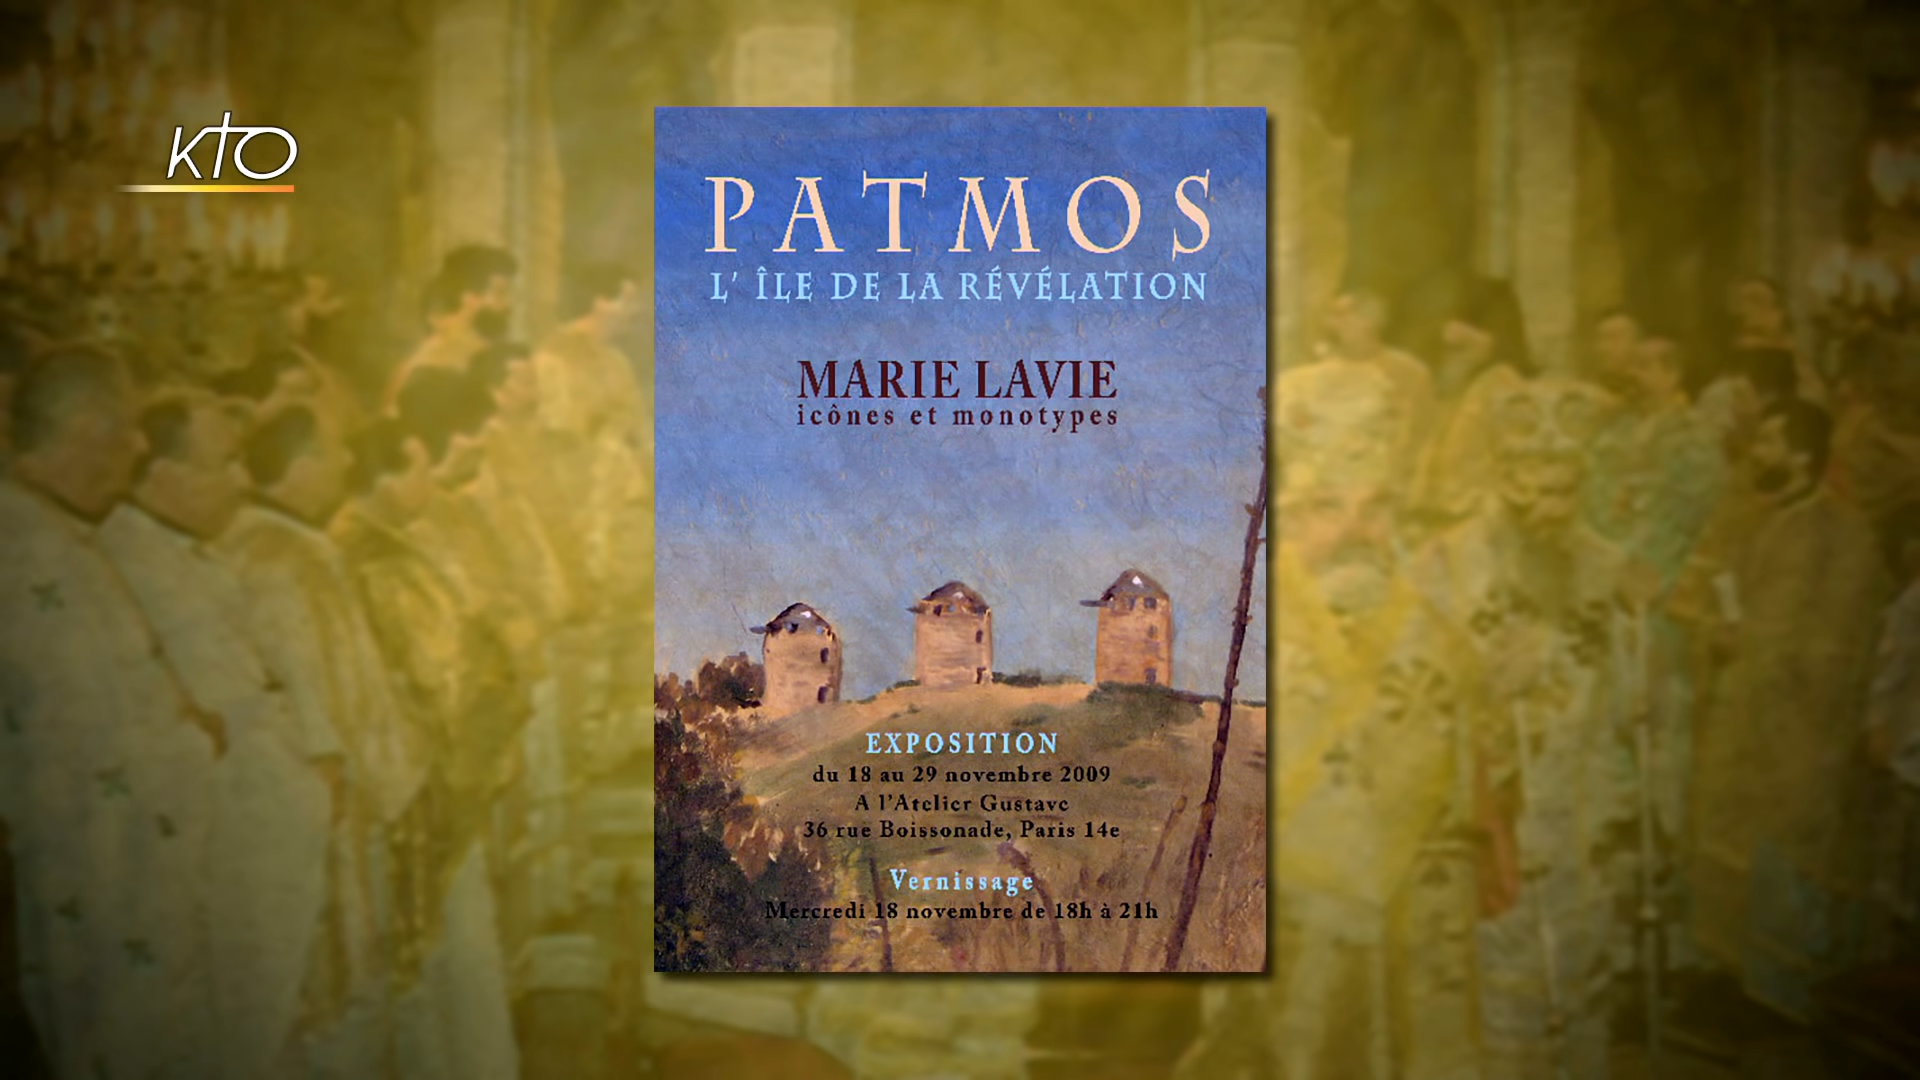 KTO
PATMOS
L' ÎLE DE LA RÉVÉLATION
MARIE LAVIE
icônes et monotypes
EXPOSITION
du 18 au 29 novembre 2009
A l'Atelier Gustave
36 rue Boissonade, Paris 14e
Vernissage
Mercredi 18 novembre de 18h à 21h